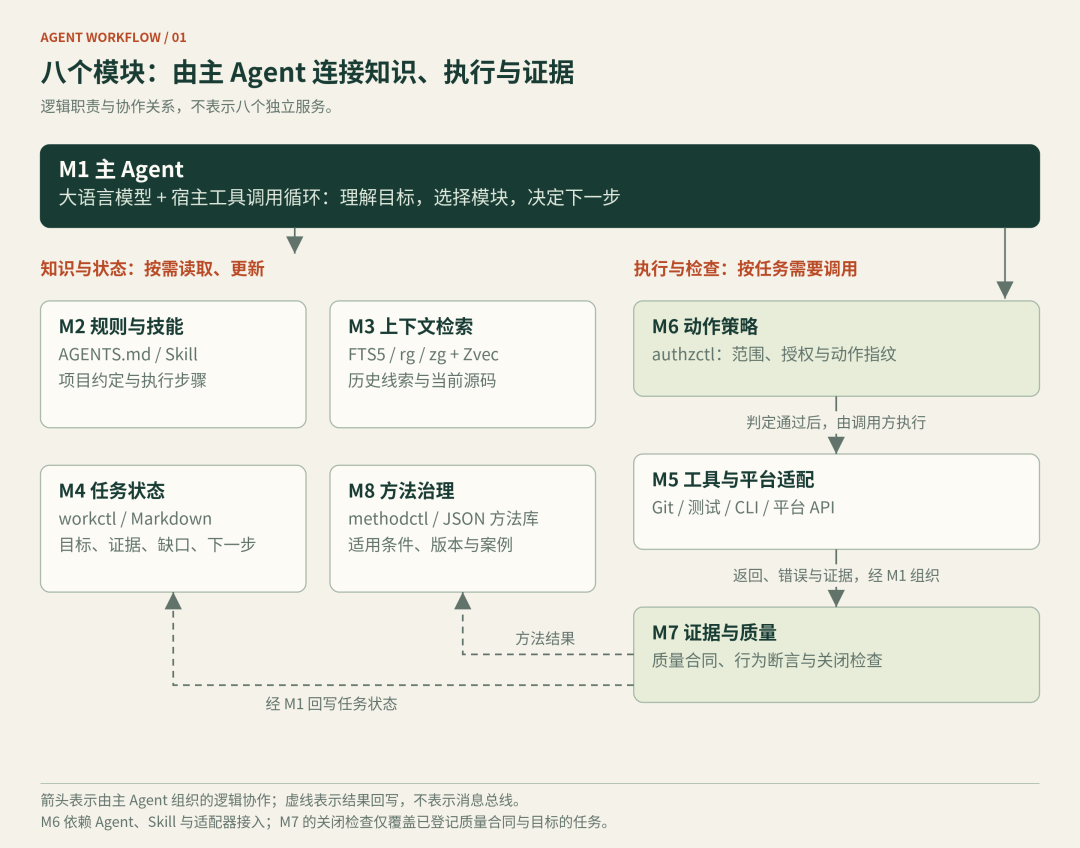 AGENT WORKFLOW / 01
八个模块：由主 Agent 连接知识、执行与证据
逻辑职责与协作关系，不表示八个独立服务。
M1 主 Agent
大语言模型 + 宿主工具调用循环：理解目标，选择模块，决定下一步
知识与状态：按需读取、更新
执行与检查：按任务需要调用
M2 规则与技能
AGENTS.md / Skill
项目约定与执行步骤
M3 上下文检索
FTS5 / rg / zg + Zvec
历史线索与当前源码
M6 动作策略
authzctl：范围、授权与动作指纹
判定通过后，由调用方执行
M4 任务状态
workctl / Markdown
目标、证据、缺口、下一步
M8 方法治理
methodctl / JSON 方法库
适用条件、版本与案例
M5 工具与平台适配
Git / 测试 / CLI / 平台 API
返回、错误与证据，经 M1 组织
M7 证据与质量
质量合同、行为断言与关闭检查
方法结果
经 M1 回写任务状态
箭头表示由主 Agent 组织的逻辑协作；虚线表示结果回写，不表示消息总线。
M6 依赖 Agent、Skill 与适配器接入；M7 的关闭检查仅覆盖已登记质量合同与目标的任务。